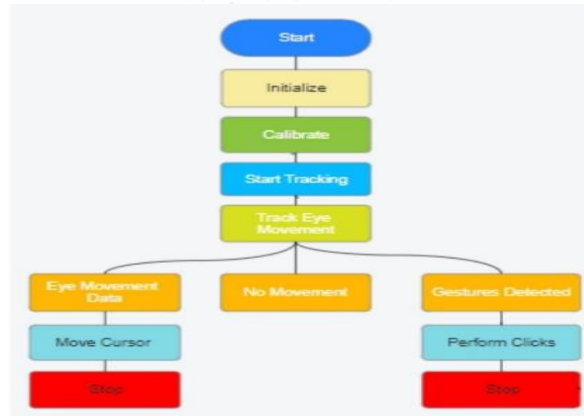 Start
Initialize
Calibrate
Start Tracking
Track Eye
Movement
Eye Movement
Data
No Movement
Gestures Detected
Move Cursor
Perform Clicks
Stop
Stop